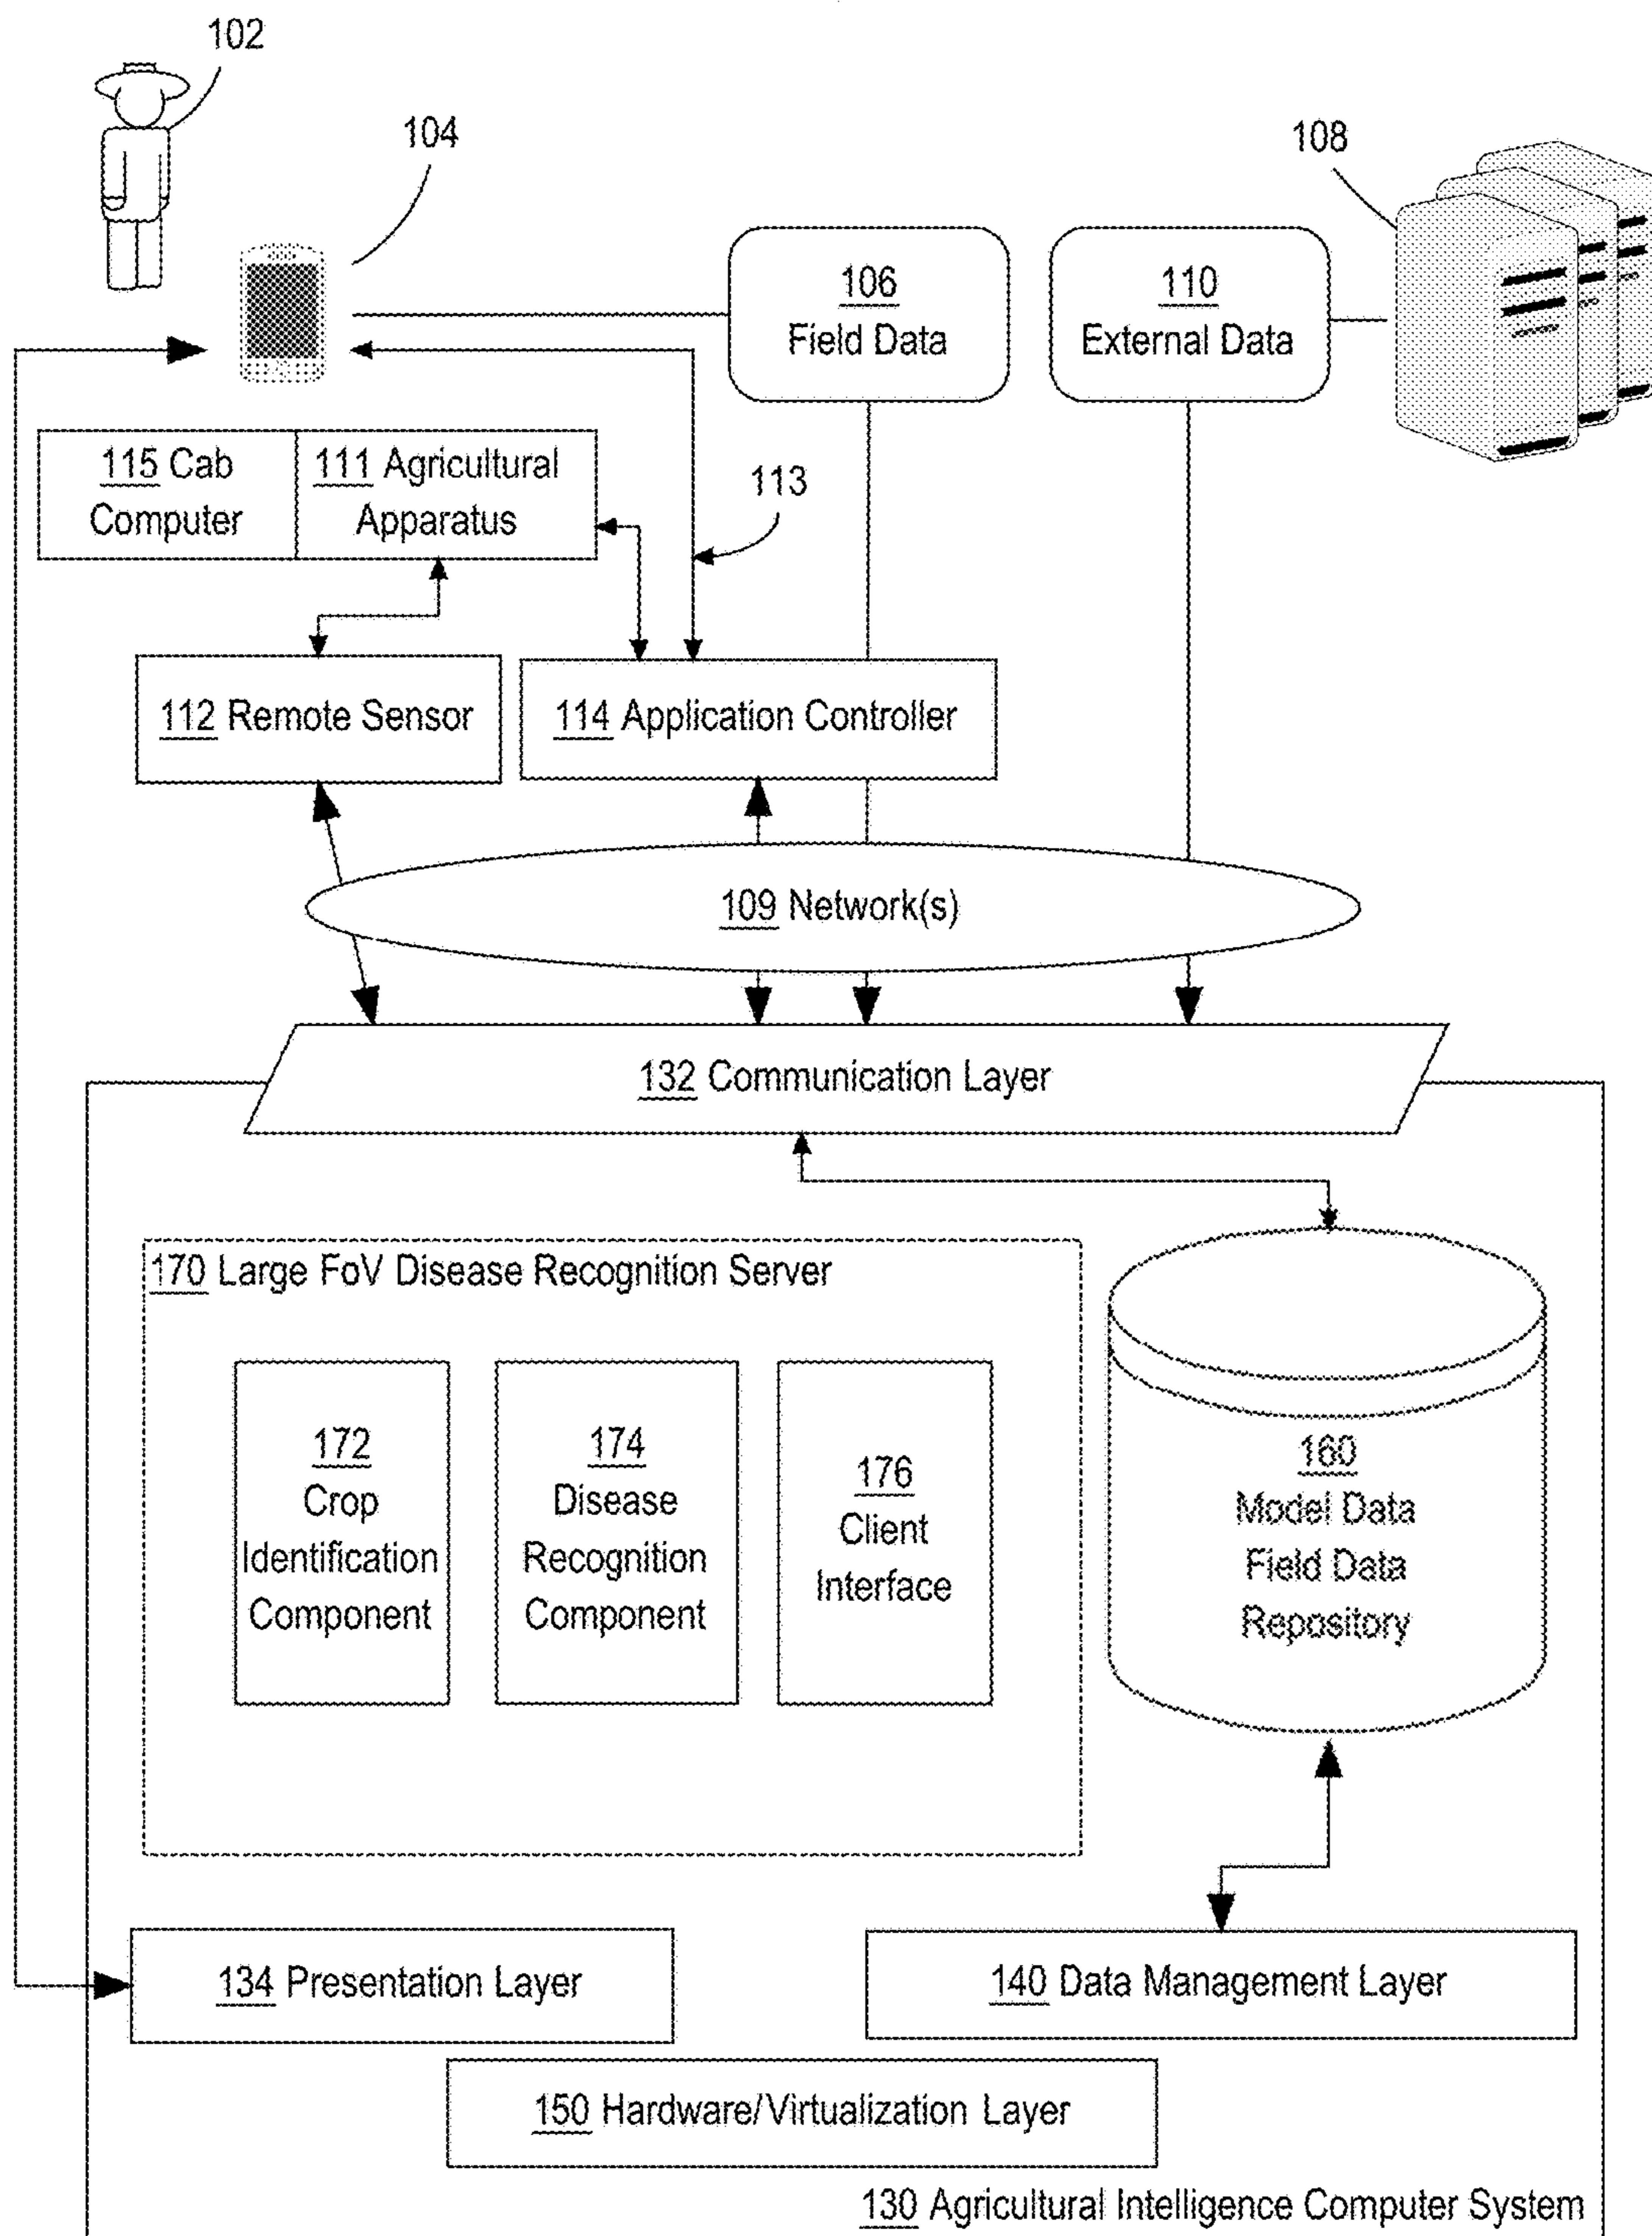 102
104
108
106
Field Data
110
External Data
115 Cab
Computer
111 Agricultural
Apparatus
113
112 Remote Sensor
114 Application Controller
109 Network(s)
132 Communication Layer
170 Large FoV Disease Recognition Server
172
Crop
Identification
Component
174
Disease
Recognition
Component
176
Client
Interface
160
Model Data
Field Data
Repository
134 Presentation Layer
140 Data Management Layer
150 Hardware/Virtualization Layer
130 Agricultural Intelligence Computer System